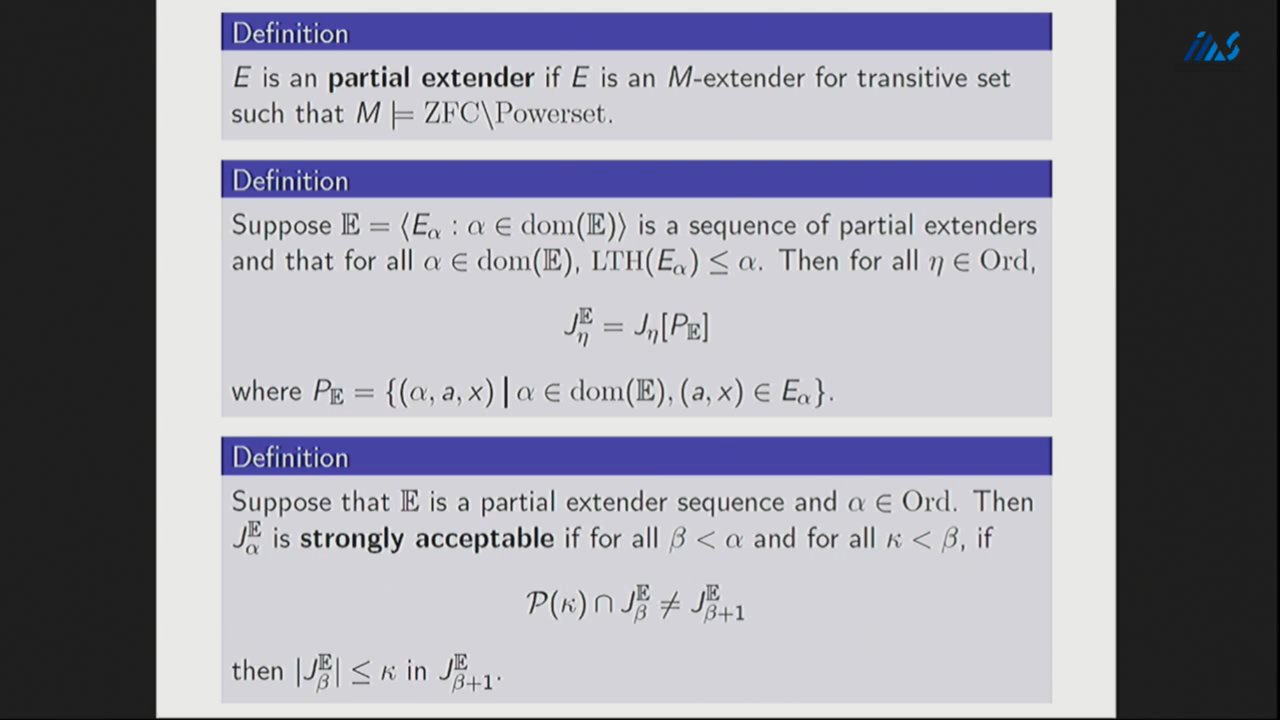 Definition
E is an partial extender if E is an M-extender for transitive set
such that M ⊨ ZFC\Powerset.
Definition
Suppose 𝔼 = ⟨E_α : α ∈ dom(𝔼)⟩ is a sequence of partial extenders
and that for all α ∈ dom(𝔼), LTH(E_α) ≤ α. Then for all η ∈ Ord,
J_η^𝔼 = J_η[P_𝔼]
where P_𝔼 = {(α, a, x) | α ∈ dom(𝔼), (a, x) ∈ E_α}.
Definition
Suppose that 𝔼 is a partial extender sequence and α ∈ Ord. Then
J_α^𝔼 is strongly acceptable if for all β < α and for all κ < β, if
𝒫(κ) ∩ J_β^𝔼 ≠ J_{β+1}^𝔼
then |J_β^𝔼| ≤ κ in J_{β+1}^𝔼.
ims